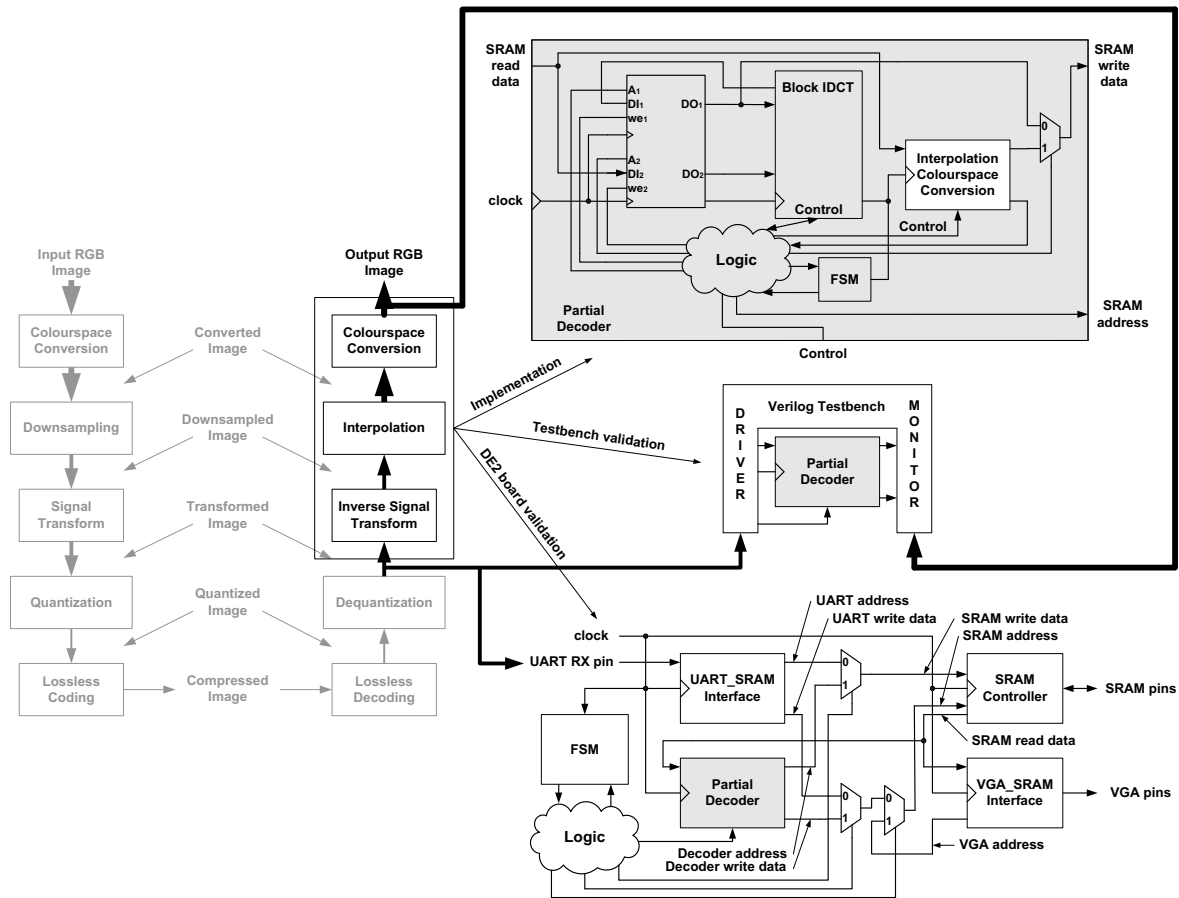 SRAM
read
data
SRAM
write
data
A1
DI1
we1
A2
DI2
we2
DO1
DO2
Block IDCT
Control
0
1
Interpolation
Colourspace
Conversion
clock
Control
Logic
FSM
Partial
Decoder
SRAM
address
Control
Input RGB
Image
Output RGB
Image
Colourspace
Conversion
Converted
Image
Colourspace
Conversion
Downsampling
Downsampled
Image
Interpolation
Signal
Transform
Transformed
Image
Inverse Signal
Transform
Quantization
Quantized
Image
Dequantization
Lossless
Coding
Compressed
Image
Lossless
Decoding
Implementation
Testbench validation
DE2 board validation
DRIVER
Verilog Testbench
Partial
Decoder
MONITOR
UART address
UART write data
SRAM write data
SRAM address
clock
UART RX pin
UART_SRAM
Interface
0
1
SRAM
Controller
SRAM pins
SRAM read data
FSM
Partial
Decoder
0
1
0
1
VGA_SRAM
Interface
VGA pins
Logic
VGA address
Decoder address
Decoder write data